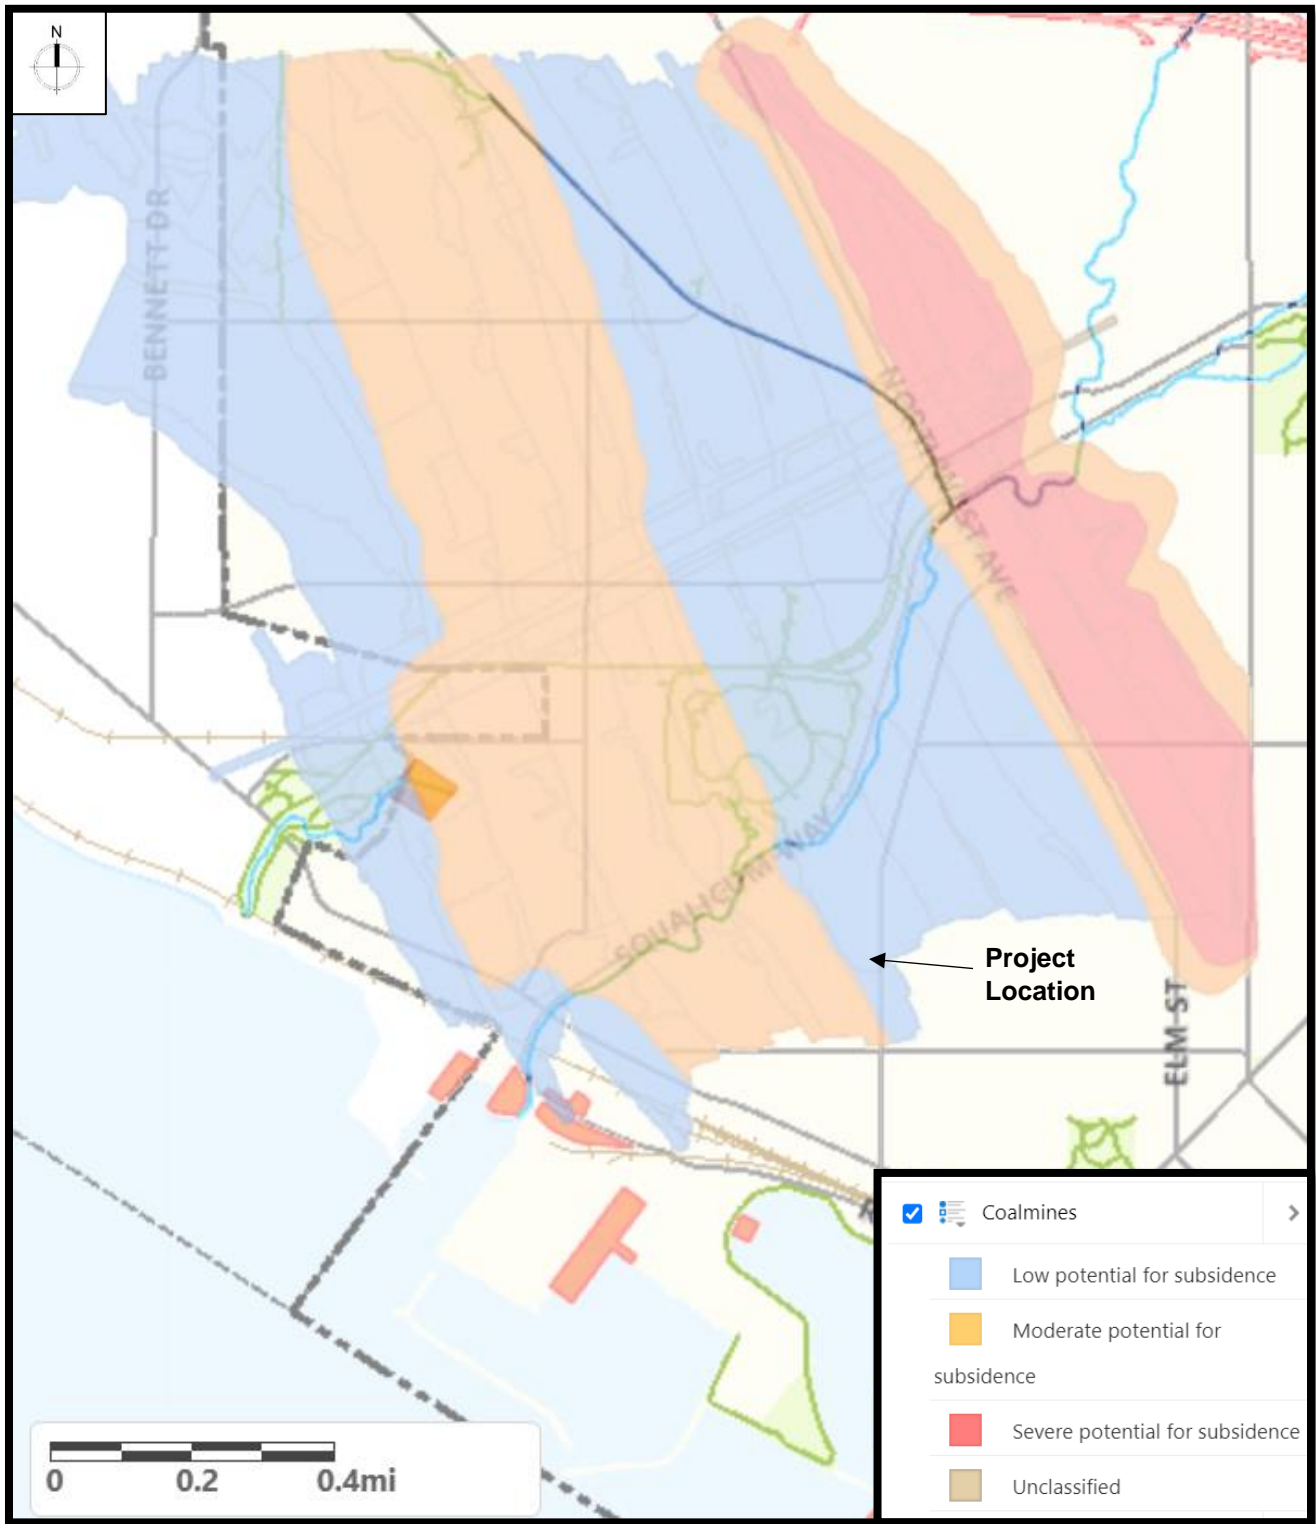 N
BENNETT DR
NORTHWEST AVE
SQUALICUM WAY
Project
Location
ELM ST
R
Coalmines
Low potential for subsidence
Moderate potential for
subsidence
Severe potential for subsidence
Unclassified
0 0.2 0.4mi